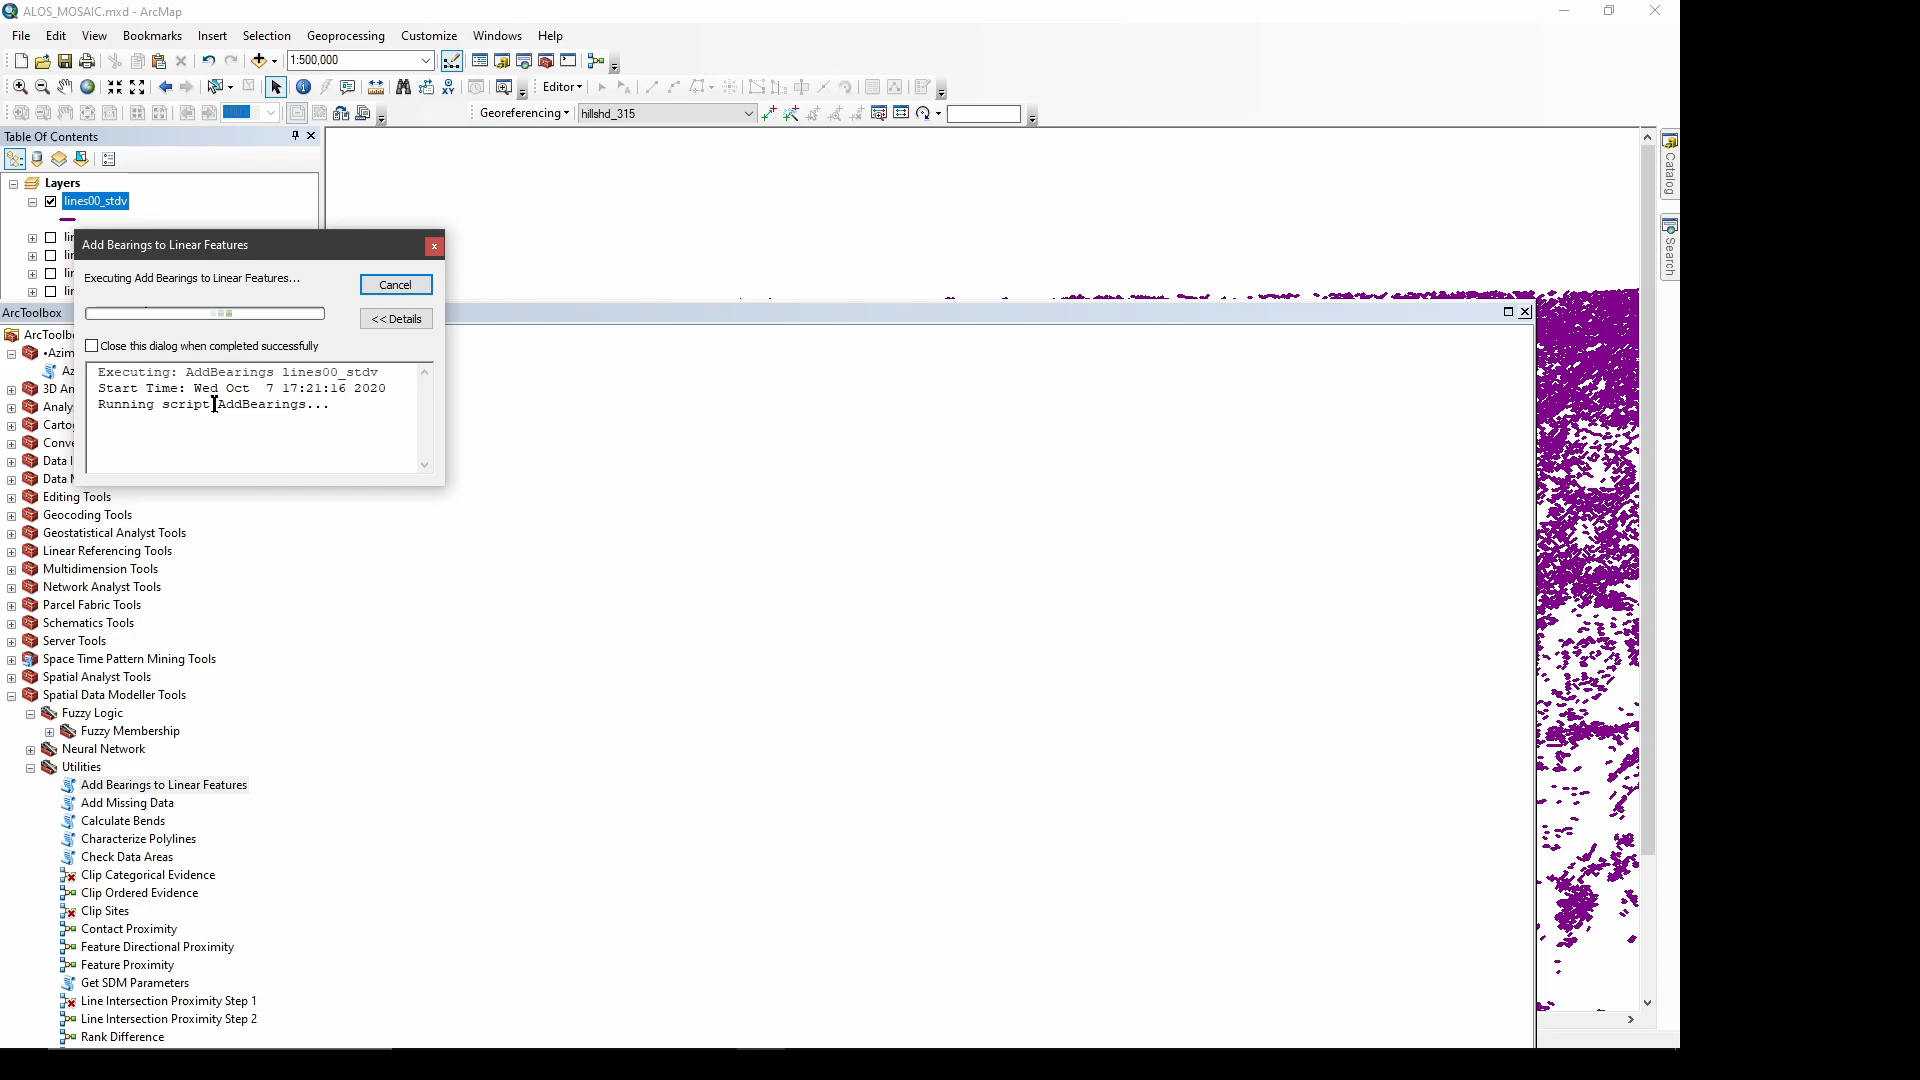 ALOS_MOSAIC.mxd - ArcMap
File Edit View Bookmarks Insert Selection Geoprocessing Customize Windows Help
1:500,000
Editor
Georeferencing hillshd_315
Table Of Contents
Layers
lines00_stdv
Catalog
Search
Add Bearings to Linear Features
Executing Add Bearings to Linear Features...
Cancel
<< Details
Close this dialog when completed successfully
Executing: AddBearings lines00_stdv
Start Time: Wed Oct 7 17:21:16 2020
Running script AddBearings...
ArcToolbox
Editing Tools
Geocoding Tools
Geostatistical Analyst Tools
Linear Referencing Tools
Multidimension Tools
Network Analyst Tools
Parcel Fabric Tools
Schematics Tools
Server Tools
Space Time Pattern Mining Tools
Spatial Analyst Tools
Spatial Data Modeller Tools
Fuzzy Logic
Fuzzy Membership
Neural Network
Utilities
Add Bearings to Linear Features
Add Missing Data
Calculate Bends
Characterize Polylines
Check Data Areas
Clip Categorical Evidence
Clip Ordered Evidence
Clip Sites
Contact Proximity
Feature Directional Proximity
Feature Proximity
Get SDM Parameters
Line Intersection Proximity Step 1
Line Intersection Proximity Step 2
Rank Difference